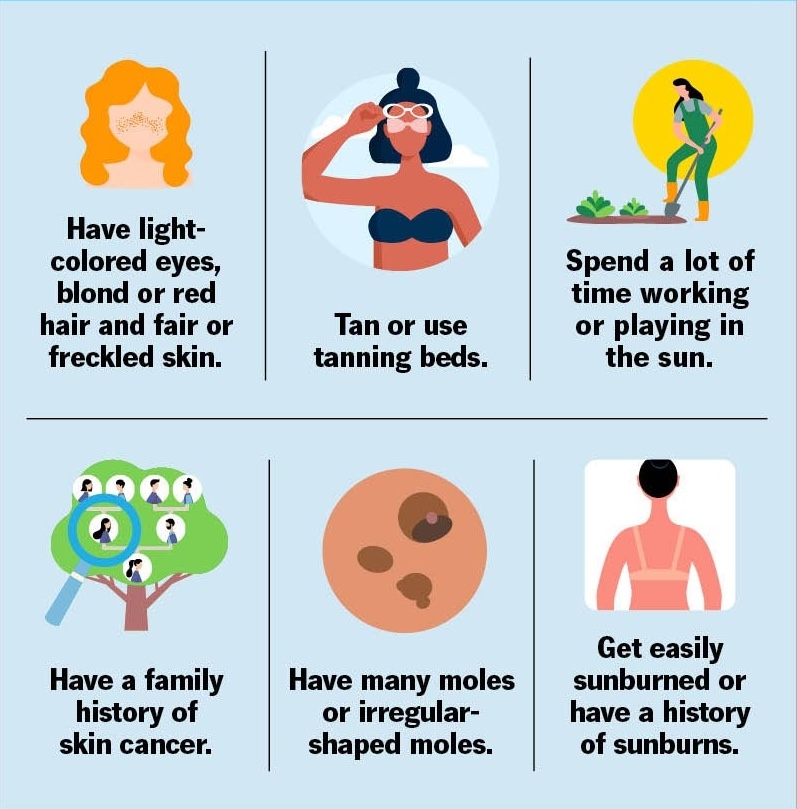 Have light-
colored eyes,
blond or red
hair and fair or
freckled skin.
Tan or use
tanning beds.
Spend a lot of
time working
or playing in
the sun.
Have a family
history of
skin cancer.
Have many moles
or irregular-
shaped moles.
Get easily
sunburned or
have a history
of sunburns.